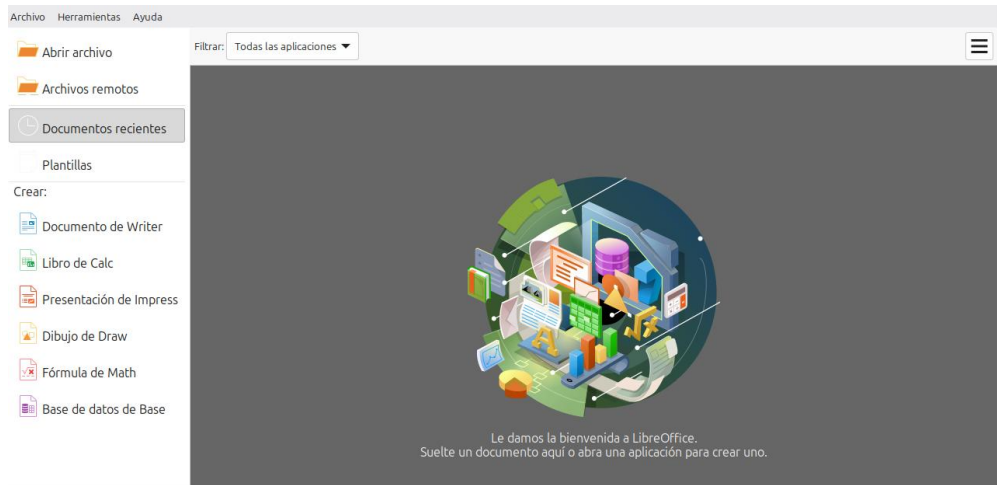 Archivo Herramientas Ayuda
Abrir archivo
Archivos remotos
Documentos recientes
Plantillas
Crear:
Documento de Writer
Libro de Calc
Presentación de Impress
Dibujo de Draw
Fórmula de Math
Base de datos de Base
Filtrar: Todas las aplicaciones
Le damos la bienvenida a LibreOffice.
Suelte un documento aquí o abra una aplicación para crear uno.